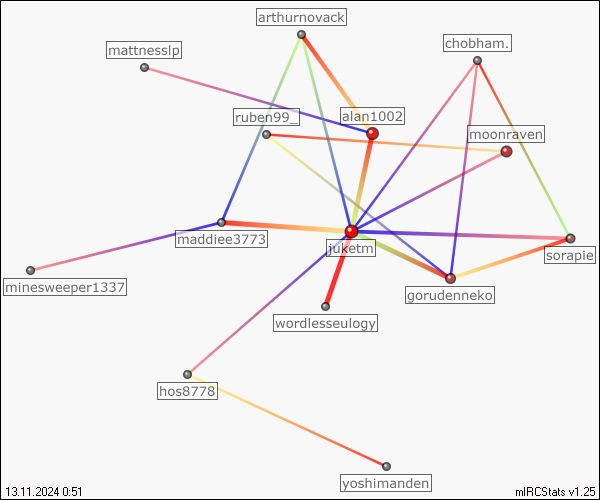 arthurnovack
chobham.
mattnesslp
ruben99_
alan1002
moonraven
maddiee3773
juketm
sorapie
minesweeper1337
gorudenneko
wordlesseulogy
hos8778
yoshimanden
13.11.2024 0:51
mIRCStats v1.25